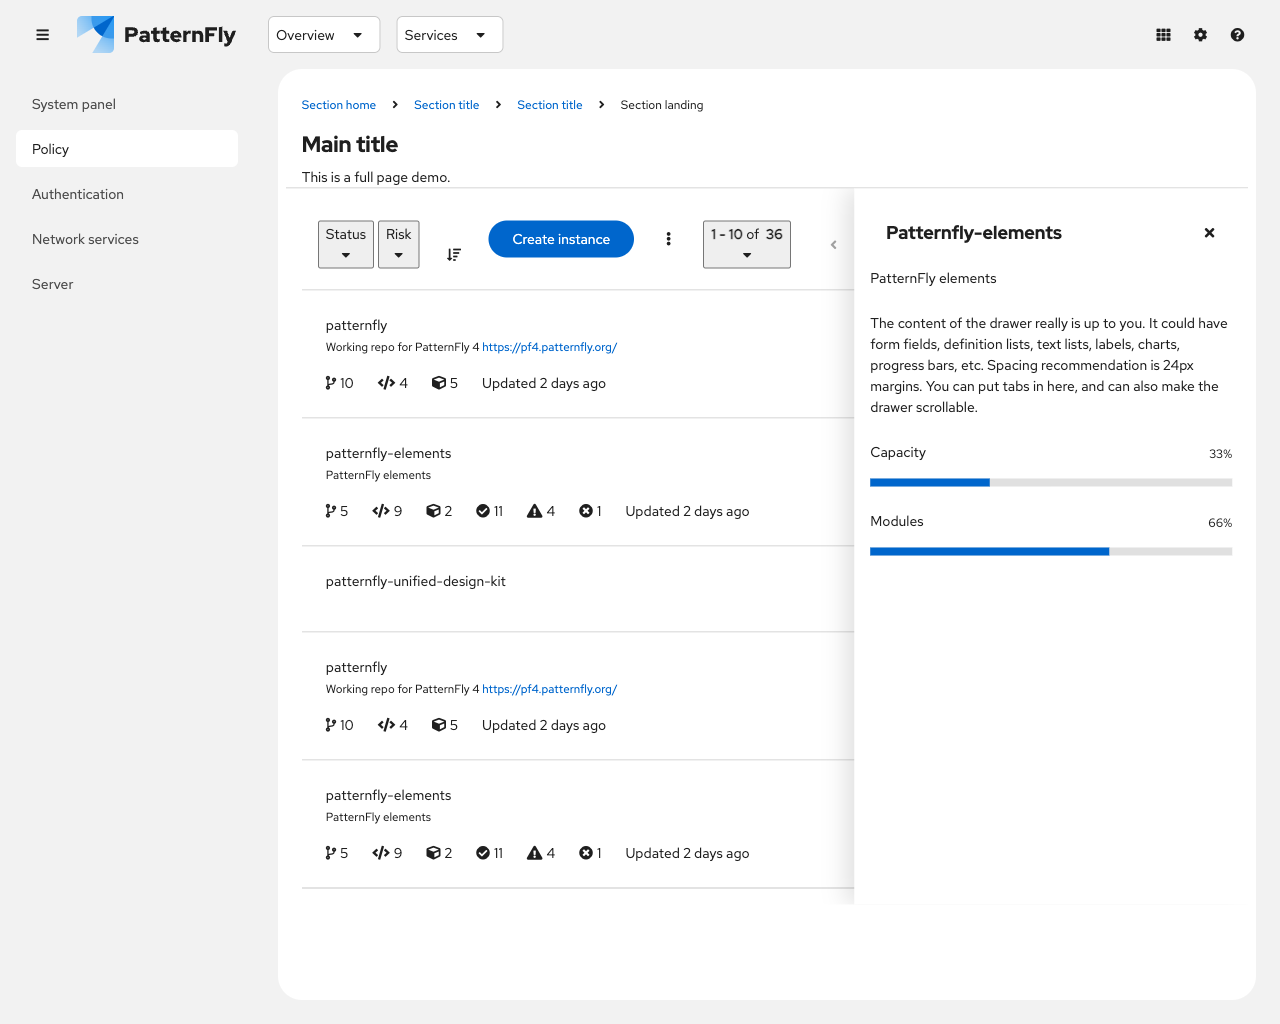 PatternFly
Overview
Services
System panel
Policy
Authentication
Network services
Server
Section home
Section title
Section title
Section landing
Main title
This is a full page demo.
Status
Risk
Create instance
1 - 10 of 36
patternfly
Working repo for PatternFly 4 https://pf4.patternfly.org/
10 4 5 Updated 2 days ago
patternfly-elements
PatternFly elements
5 9 2 11 4 1 Updated 2 days ago
patternfly-unified-design-kit
patternfly
Working repo for PatternFly 4 https://pf4.patternfly.org/
10 4 5 Updated 2 days ago
patternfly-elements
PatternFly elements
5 9 2 11 4 1 Updated 2 days ago
Patternfly-elements
PatternFly elements
The content of the drawer really is up to you. It could have
form fields, definition lists, text lists, labels, charts,
progress bars, etc. Spacing recommendation is 24px
margins. You can put tabs in here, and can also make the
drawer scrollable.
Capacity
33%
Modules
66%